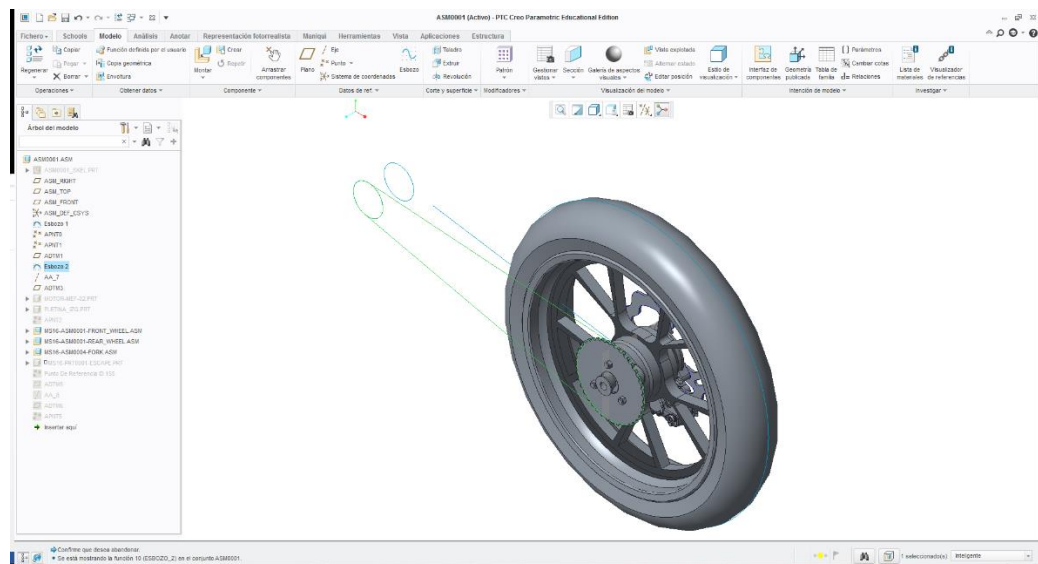 ASM0001 (Activo) - PTC Creo Parametric Educational Edition
Fichero Schools Modelo Análisis Anotar Representación fotorrealista Maniquí Herramientas Vista Aplicaciones Estructura
Regenerar
Copiar
Pegar
Borrar
Función definida por el usuario
Copia geométrica
Envoltura
Montar
Crear
Repetir
Arrastrar componentes
Plano
Eje
Punto
Sistema de coordenadas
Esbozo
Taladro
Extruir
Revolución
Patrón
Gestionar vistas
Sección
Galería de aspectos visuales
Vista explotada
Alternar estado
Editar posición
Estilo de visualización
Interfaz de componentes
Geometría publicada
Tabla de familia
[ ] Parámetros
Cambiar cotas
d= Relaciones
Lista de materiales
Visualizador de referencias
Operaciones Obtener datos Componente Datos de ref. Corte y superficie Modificadores Visualización del modelo Intención de modelo Investigar
Árbol del modelo
ASM0001.ASM
ASM0001_SKEL.PRT
ASM_RIGHT
ASM_TOP
ASM_FRONT
ASM_DEF_CSYS
Esbozo 1
APNT0
APNT1
ADTM1
Esbozo 2
AA_7
ADTM3
MS16-ASM0001-FRONT_WHEEL.ASM
MS16-ASM0001-REAR_WHEEL.ASM
MS16-ASM0004-FORK.ASM
ADTM5
Insertar aquí
Confirme que desea abandonar.
Se está mostrando la función 10 (ESBOZO_2) en el conjunto ASM0001.
1 seleccionado(s) Inteligente